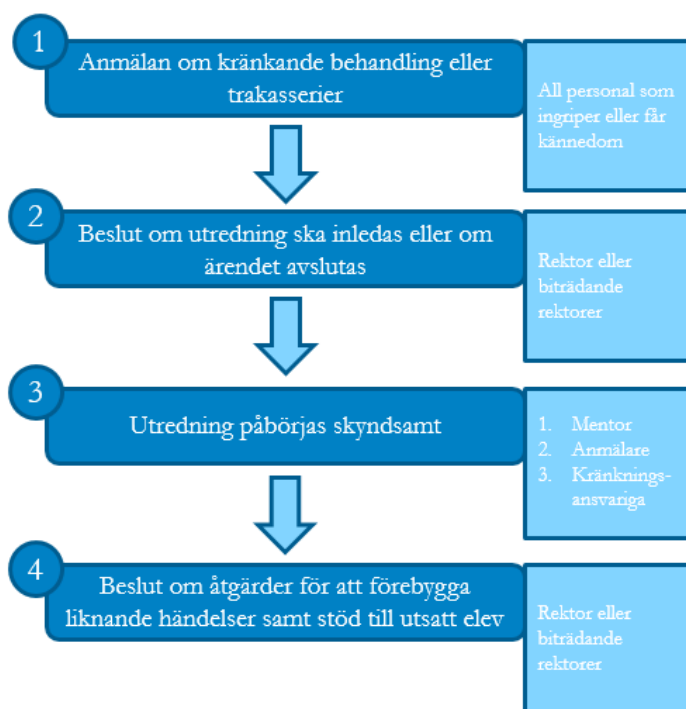 1
Anmälan om kränkande behandling eller
trakasserier
All personal som
ingriper eller får
kännedom
2
Beslut om utredning ska inledas eller om
ärendet avslutas
Rektor eller
biträdande
rektorer
3
Utredning påbörjas skyndsamt
1. Mentor
2. Anmälare
3. Kränknings-
ansvariga
4
Beslut om åtgärder för att förebygga
liknande händelser samt stöd till utsatt elev
Rektor eller
biträdande
rektorer